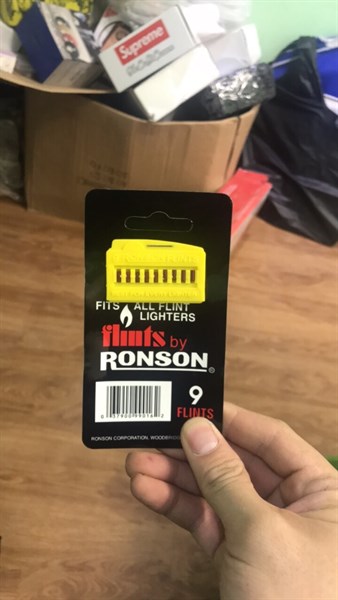 Supreme
FITS ALL FLINT
LIGHTERS
flints by
RONSON®
9
FLINTS
RONSON CORPORATION, WOODBRIDGE